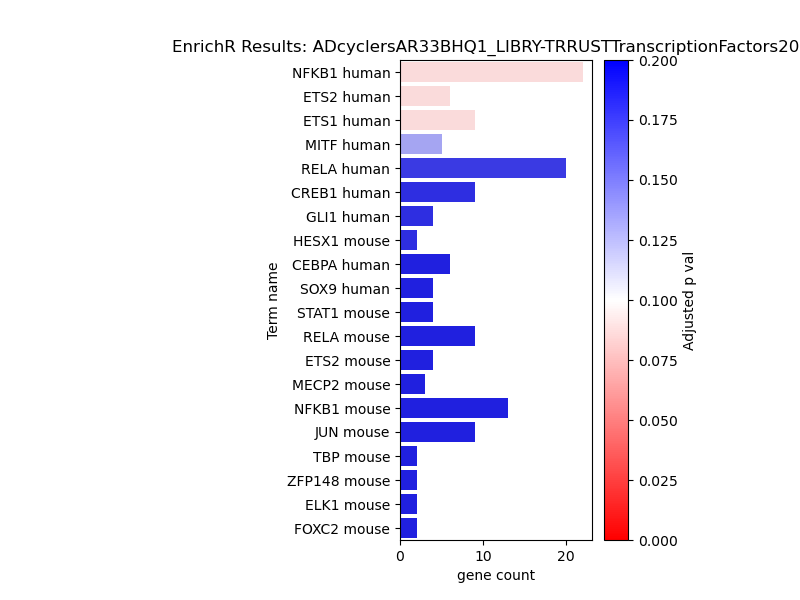 EnrichR Results: ADcyclersAR33BHQ1_LIBRY-TRRUSTTranscriptionFactors20
Term name
NFKB1 human
ETS2 human
ETS1 human
MITF human
RELA human
CREB1 human
GLI1 human
HESX1 mouse
CEBPA human
SOX9 human
STAT1 mouse
RELA mouse
ETS2 mouse
MECP2 mouse
NFKB1 mouse
JUN mouse
TBP mouse
ZFP148 mouse
ELK1 mouse
FOXC2 mouse
0 10 20
gene count
0.200
0.175
0.150
0.125
0.100
0.075
0.050
0.025
0.000
Adjusted p val